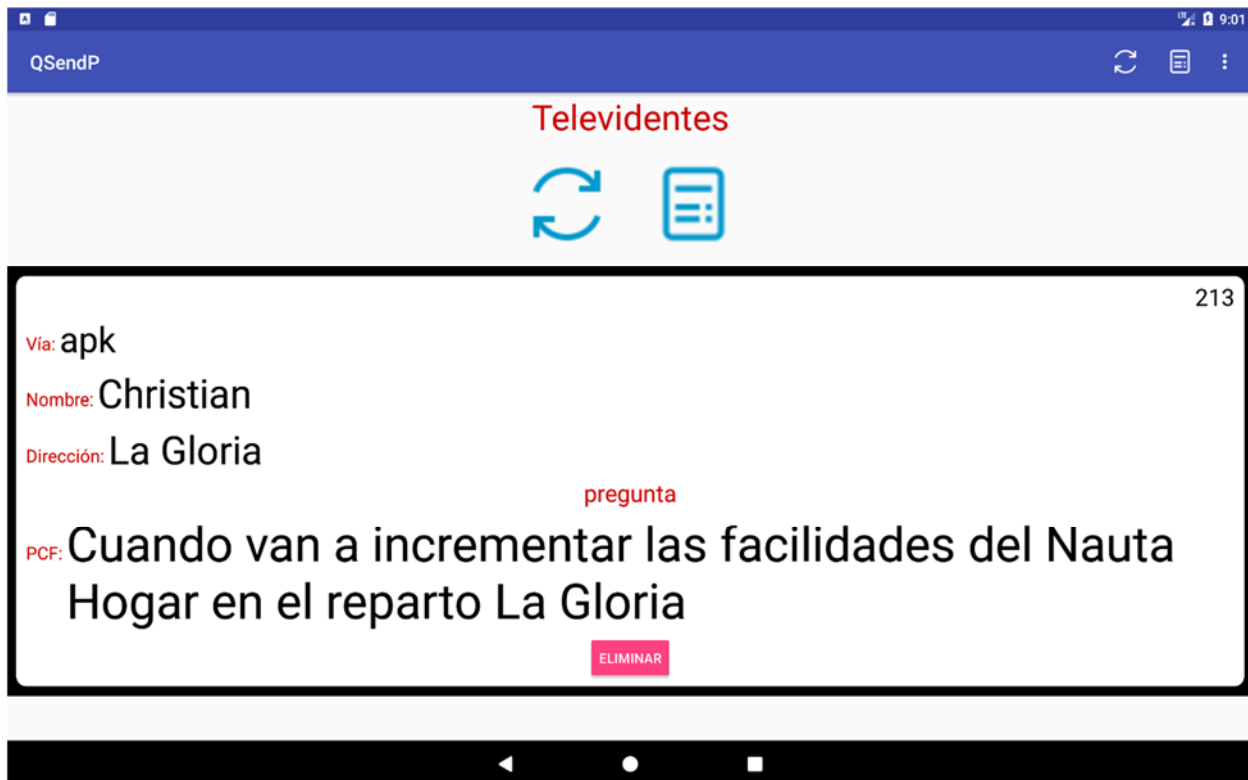 9:01
QSendP
Televidentes
213
Vía: apk
Nombre: Christian
Dirección: La Gloria
pregunta
PCF: Cuando van a incrementar las facilidades del Nauta
Hogar en el reparto La Gloria
ELIMINAR